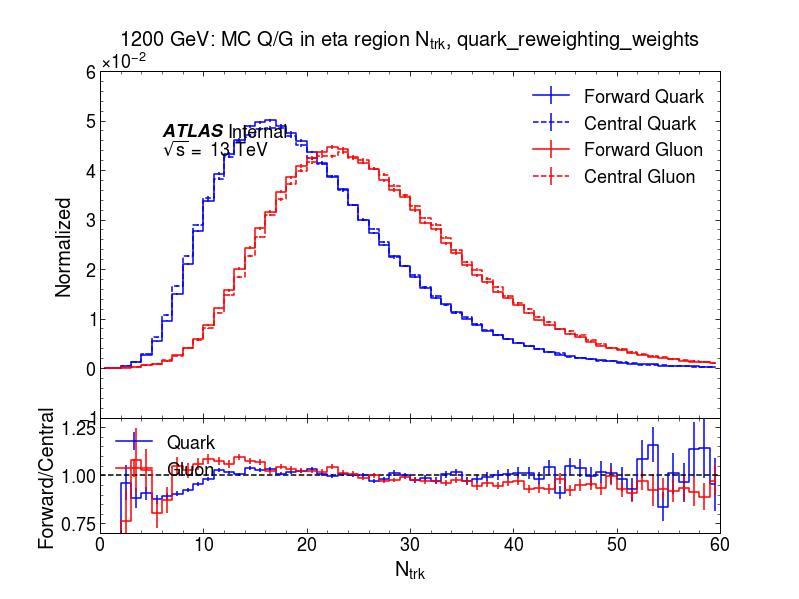 1200 GeV: MC Q/G in eta region N_trk, quark_reweighting_weights
×10⁻²
6
5
4
3
2
1
0
−1
Normalized
ATLAS Internal
√s = 13 TeV
Forward Quark
Central Quark
Forward Gluon
Central Gluon
1.25
1.00
0.75
Forward/Central
Quark
Gluon
0 10 20 30 40 50 60
N_trk